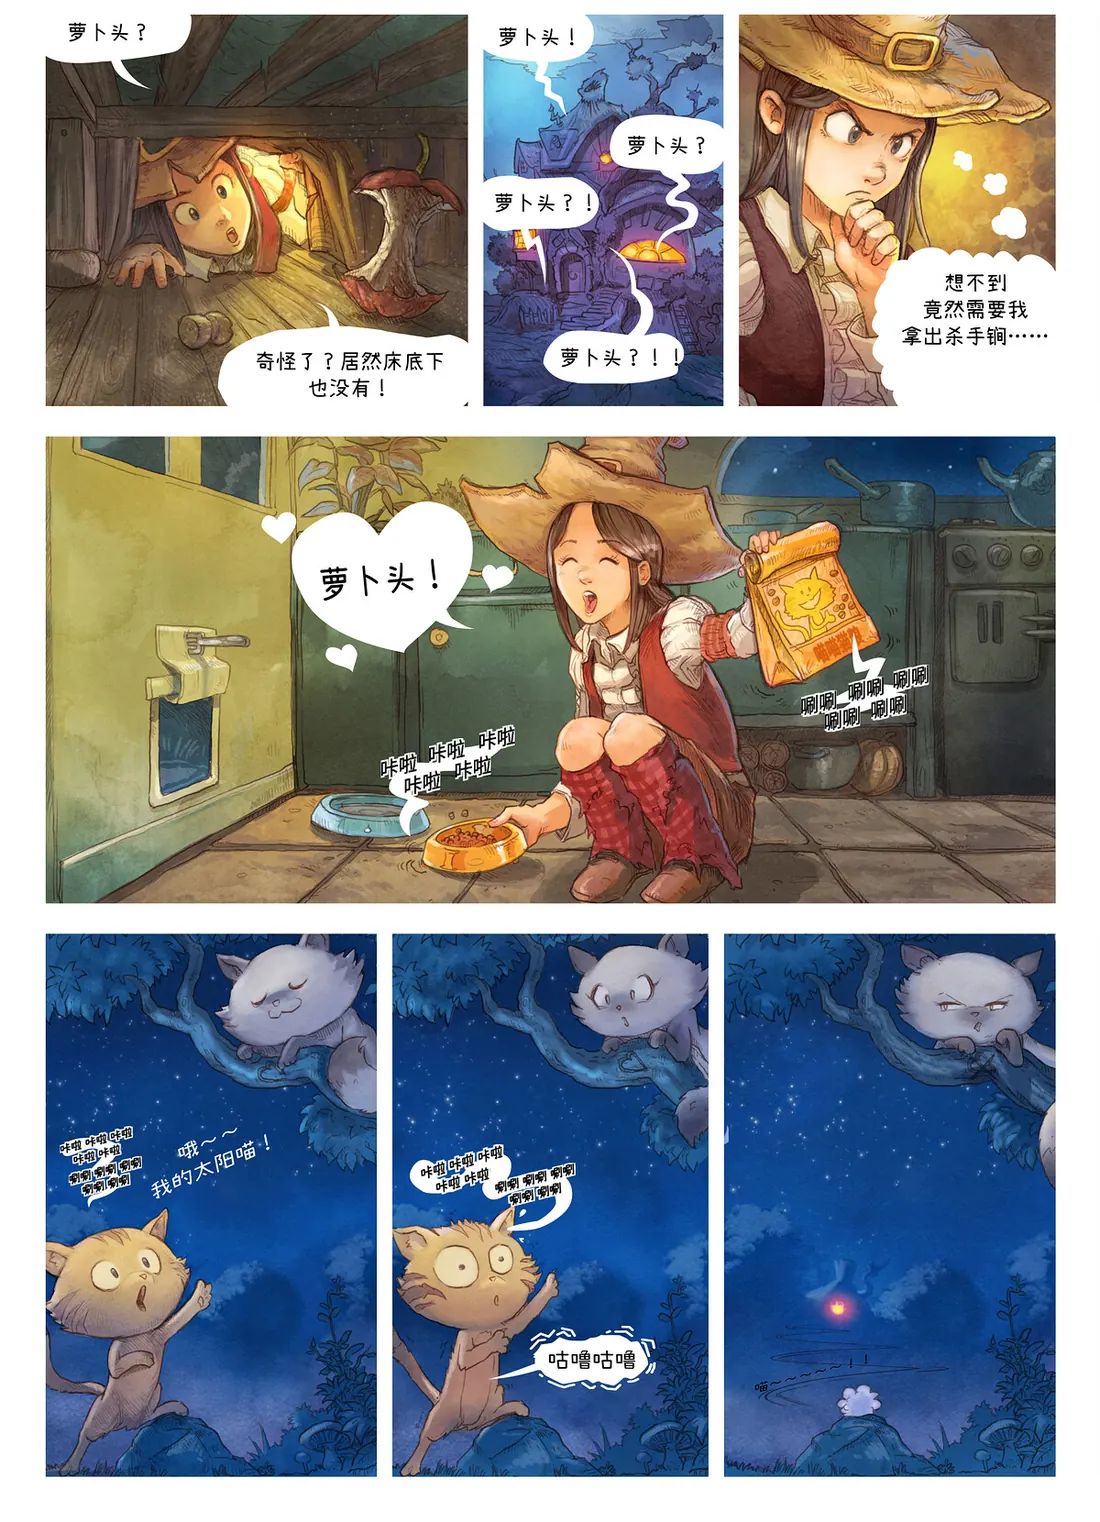 萝卜头？
奇怪了？居然床底下
也没有！
萝卜头！
萝卜头？
萝卜头？！
萝卜头？！！
想不到
竟然需要我
拿出杀手锏……
萝卜头！
唰唰 唰唰 唰唰
唰唰 唰唰
咔啦 咔啦 咔啦
咔啦 咔啦
咔啦 咔啦 咔啦
咔啦 咔啦
唰唰 唰唰 唰唰
唰唰 唰唰
哦～～
我的太阳喵！
咔啦 咔啦 咔啦
咔啦 咔啦
唰唰 唰唰 唰唰
唰唰 唰唰
咕噜咕噜
喵～～～～～！！